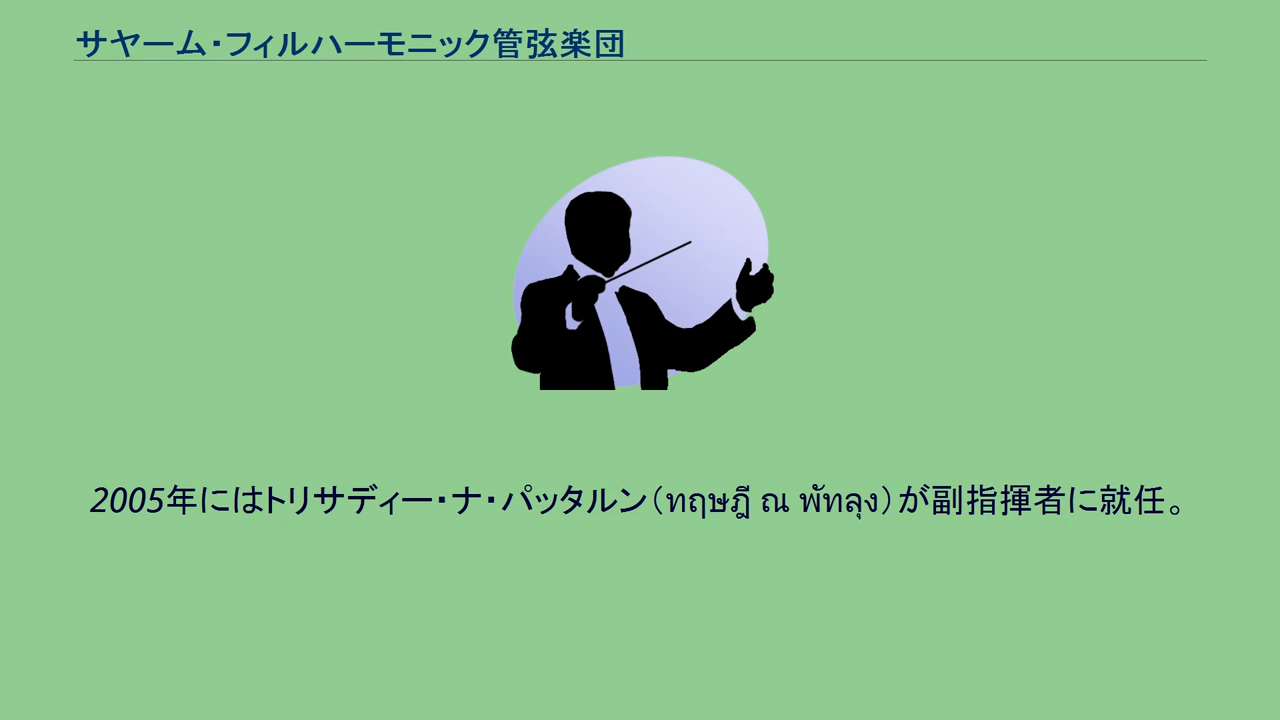 サヤーム・フィルハーモニック管弦楽団
2005年にはトリサディー・ナ・パッタルン（ทฤษฎี ณ พัทลุง）が副指揮者に就任。